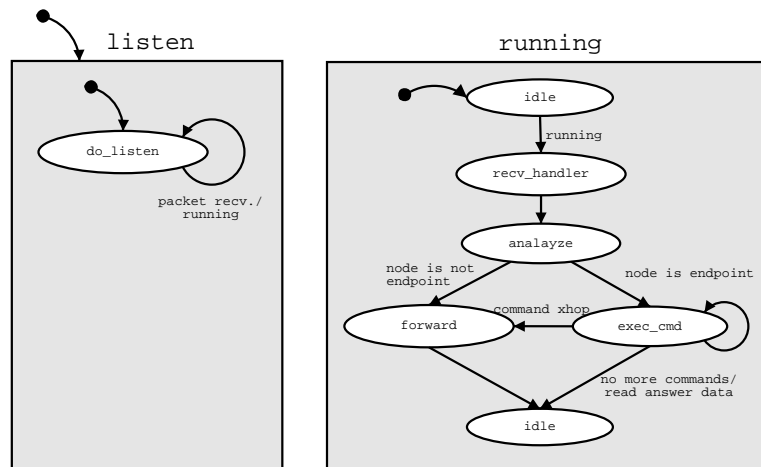 listen
do_listen
packet recv./
running
running
idle
running
recv_handler
analayze
node is not
endpoint
node is endpoint
command xhop
forward
exec_cmd
no more commands/
read answer data
idle